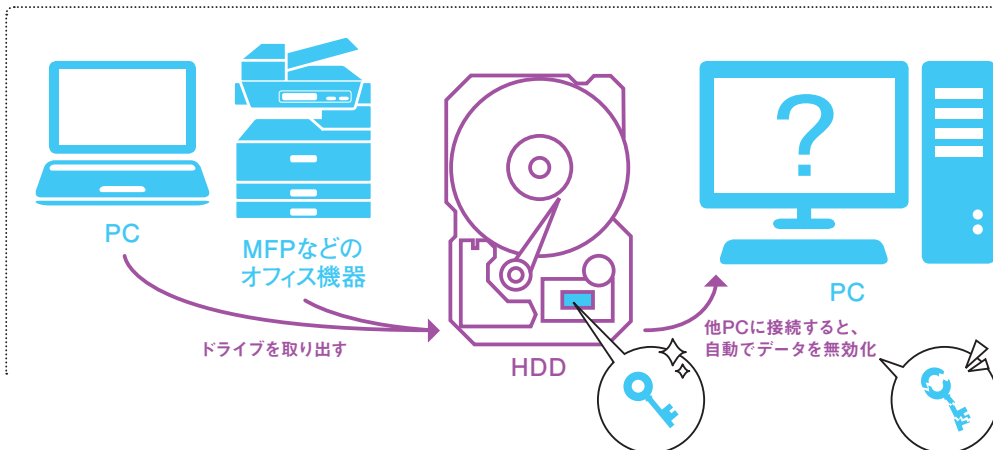 PC
MFPなどの
オフィス機器
ドライブを取り出す
HDD
?
PC
他PCに接続すると、
自動でデータを無効化